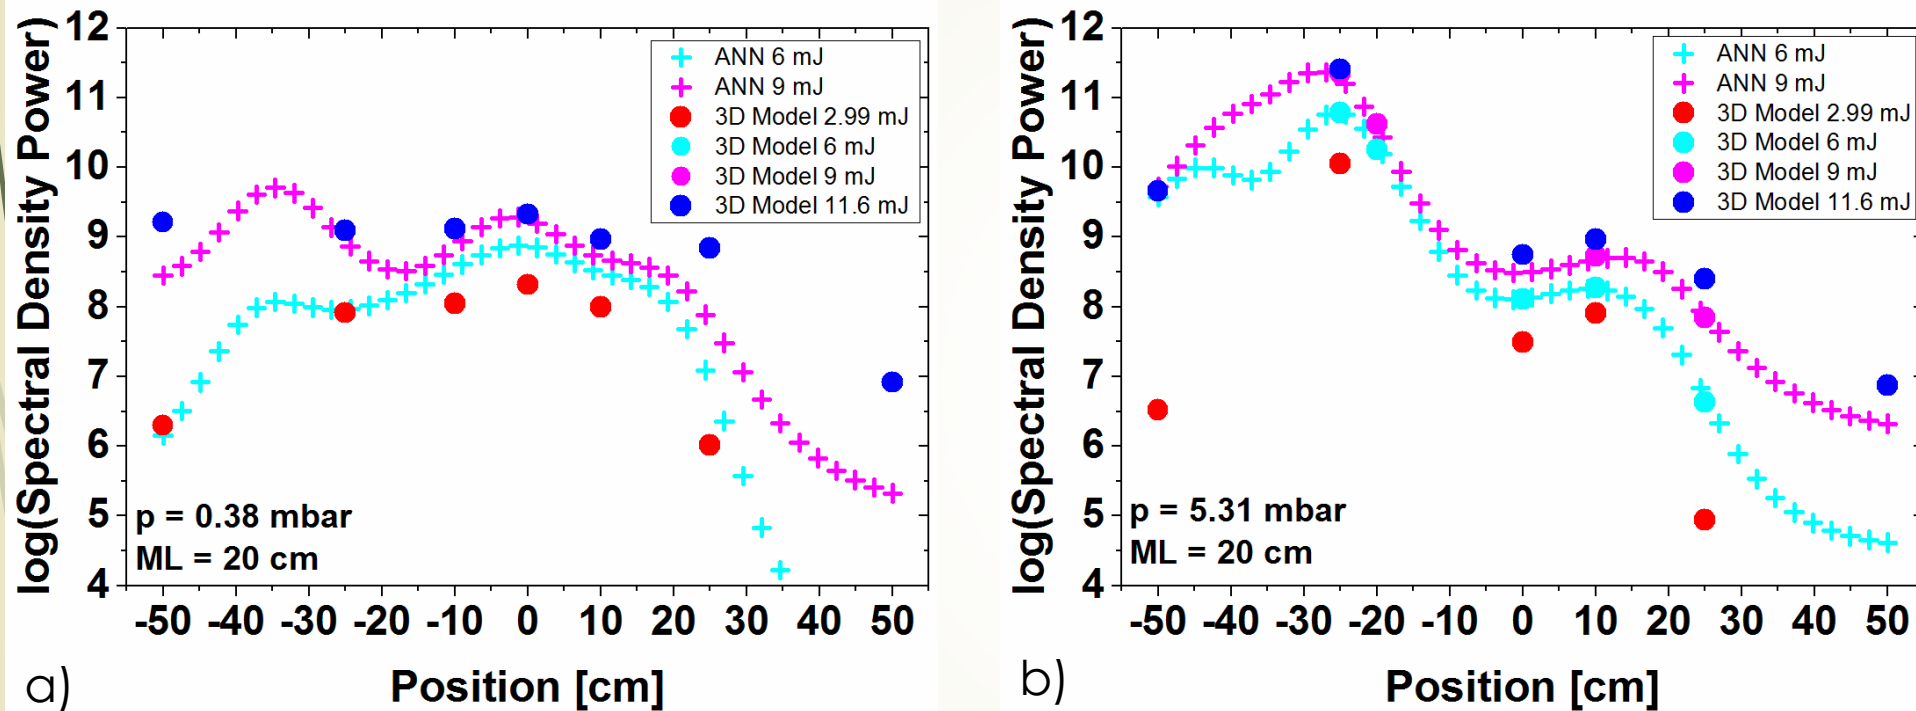 log(Spectral Density Power)
12
11
10
9
8
7
6
5
4
ANN 6 mJ
ANN 9 mJ
3D Model 2.99 mJ
3D Model 6 mJ
3D Model 9 mJ
3D Model 11.6 mJ
p = 0.38 mbar
ML = 20 cm
-50 -40 -30 -20 -10 0 10 20 30 40 50
Position [cm]
a)
log(Spectral Density Power)
12
11
10
9
8
7
6
5
4
ANN 6 mJ
ANN 9 mJ
3D Model 2.99 mJ
3D Model 6 mJ
3D Model 9 mJ
3D Model 11.6 mJ
p = 5.31 mbar
ML = 20 cm
-50 -40 -30 -20 -10 0 10 20 30 40 50
Position [cm]
b)